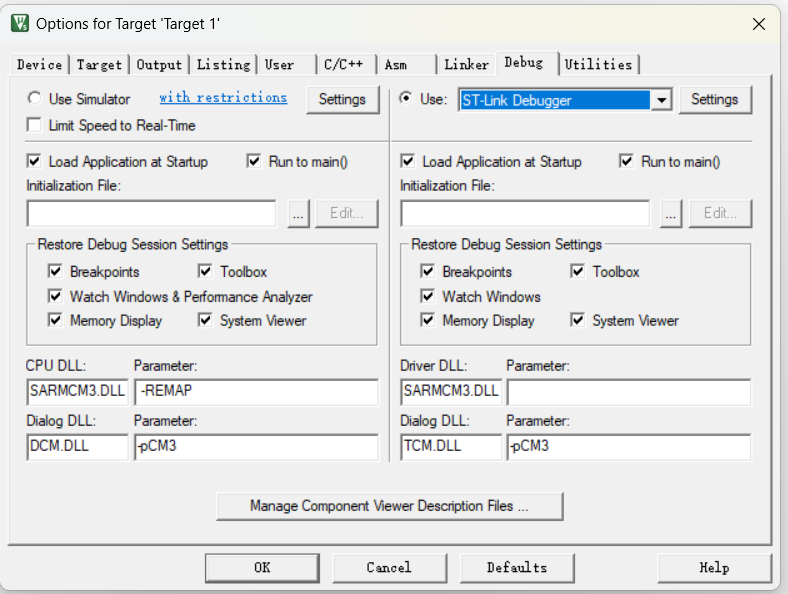 Options for Target 'Target 1'
Device Target Output Listing User C/C++ Asm Linker Debug Utilities
Use Simulator with restrictions Settings
Limit Speed to Real-Time
Use: ST-Link Debugger Settings
Load Application at Startup Run to main()
Initialization File:
... Edit...
Restore Debug Session Settings
Breakpoints Toolbox
Watch Windows & Performance Analyzer
Memory Display System Viewer
CPU DLL: Parameter:
SARMCM3.DLL -REMAP
Dialog DLL: Parameter:
DCM.DLL -pCM3
Load Application at Startup Run to main()
Initialization File:
... Edit...
Restore Debug Session Settings
Breakpoints Toolbox
Watch Windows
Memory Display System Viewer
Driver DLL: Parameter:
SARMCM3.DLL
Dialog DLL: Parameter:
TCM.DLL -pCM3
Manage Component Viewer Description Files ...
OK Cancel Defaults Help